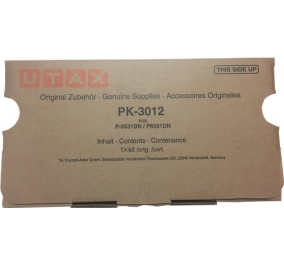 UTAX
THIS SIDE UP
Original Zubehör - Genuine Supplies - Accessoires Originales
PK-3012
FOR
P-5531DN / P6031DN
Inhalt - Contents - Contenance